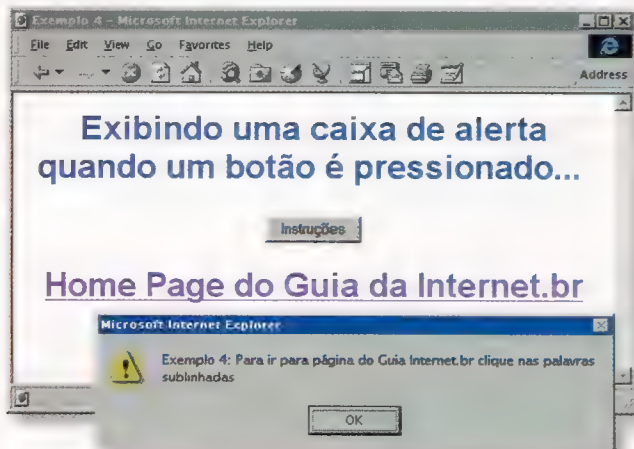 Exemplo 4 - Microsoft Internet Explorer
File Edit View Go Favorites Help
Address
Exibindo uma caixa de alerta
quando um botão é pressionado...
Instruções
Home Page do Guia da Internet.br
Microsoft Internet Explorer
Exemplo 4: Para ir para página do Guia Internet.br clique nas palavras
sublinhadas
OK